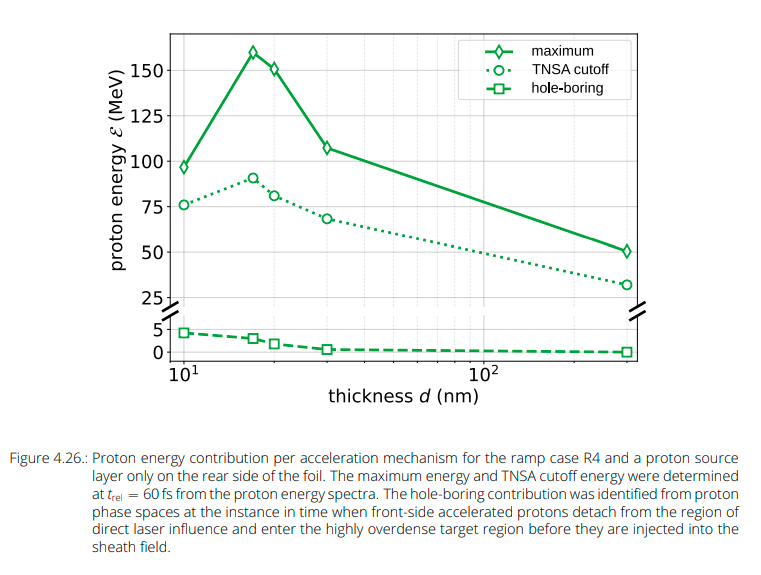 maximum
TNSA cutoff
hole-boring
proton energy ℰ (MeV)
150
125
100
75
50
25
5
0
10¹
10²
thickness d (nm)
Figure 4.26.: Proton energy contribution per acceleration mechanism for the ramp case R4 and a proton source
layer only on the rear side of the foil. The maximum energy and TNSA cutoff energy were determined
at t_rel = 60 fs from the proton energy spectra. The hole-boring contribution was identified from proton
phase spaces at the instance in time when front-side accelerated protons detach from the region of
direct laser influence and enter the highly overdense target region before they are injected into the
sheath field.